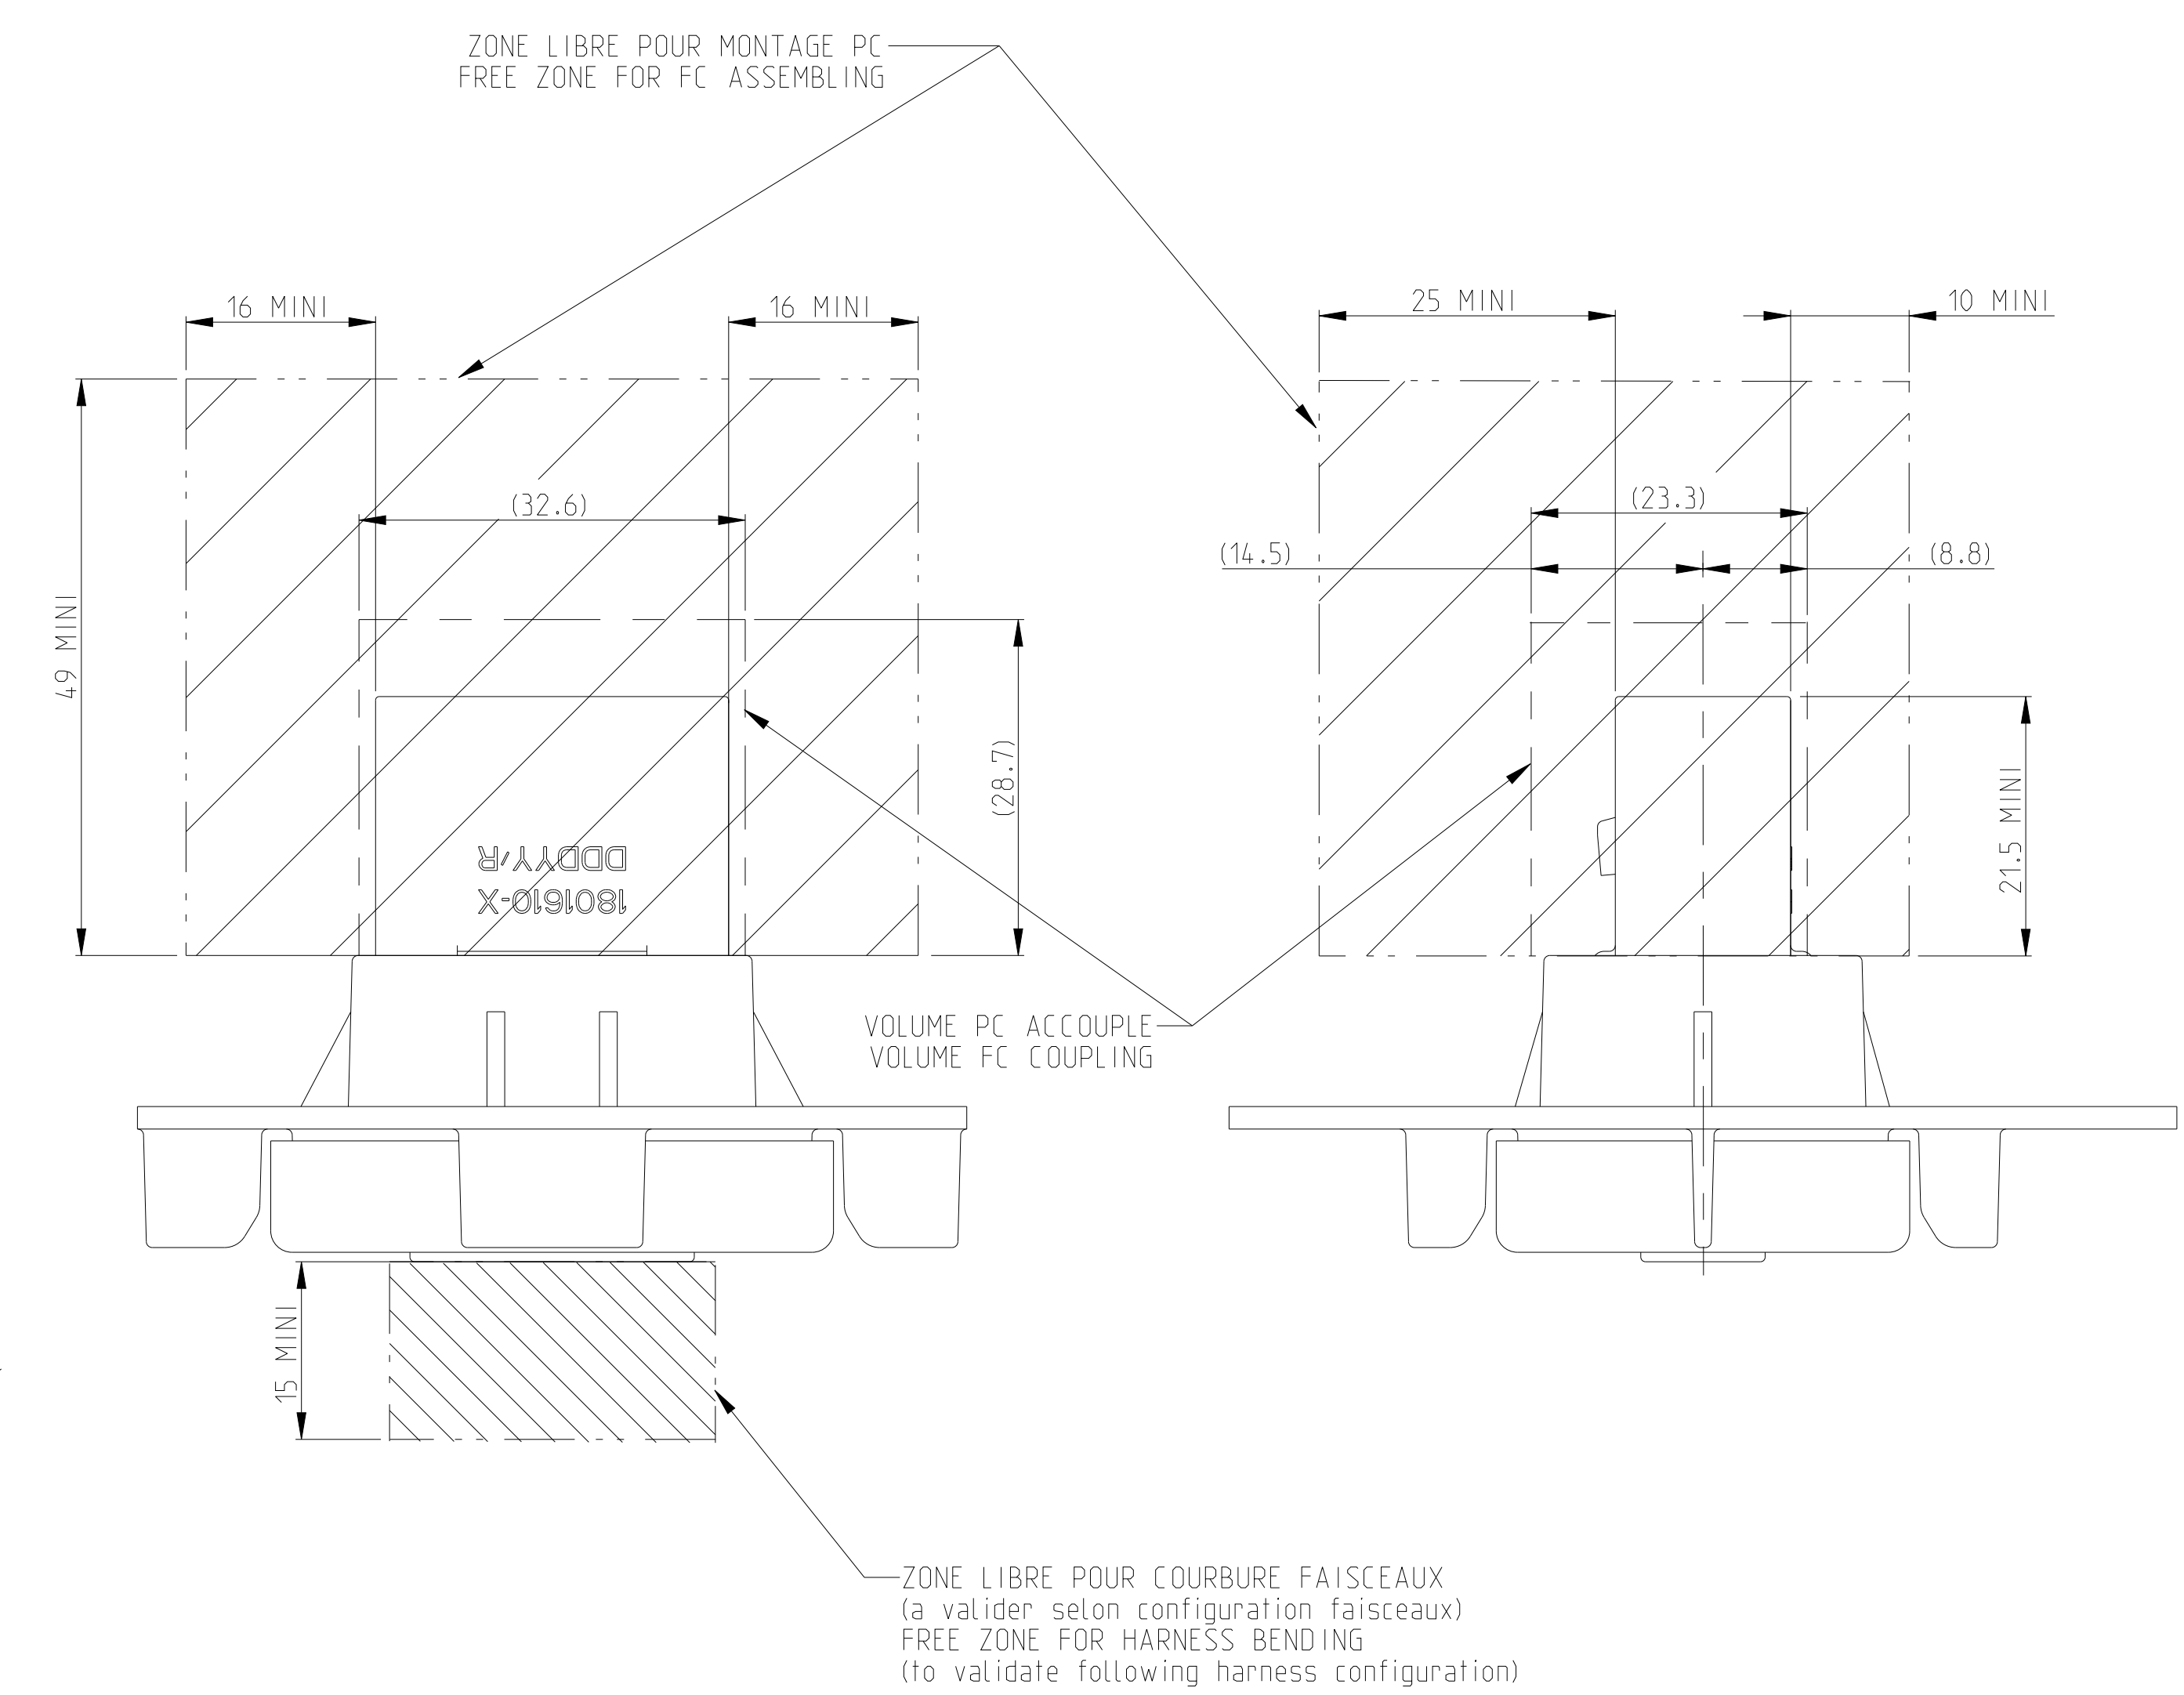 ZONE LIBRE POUR MONTAGE PC
FREE ZONE FOR FC ASSEMBLING
16 MINI
16 MINI
25 MINI
10 MINI
(32.6)
(23.3)
(14.5)
(8.8)
49 MINI
(28.7)
21.5 MINI
DDDYY/R
1801610-X
VOLUME PC ACCOUPLE
VOLUME FC COUPLING
15 MINI
ZONE LIBRE POUR COURBURE FAISCEAUX
(a valider selon configuration faisceaux)
FREE ZONE FOR HARNESS BENDING
(to validate following harness configuration)